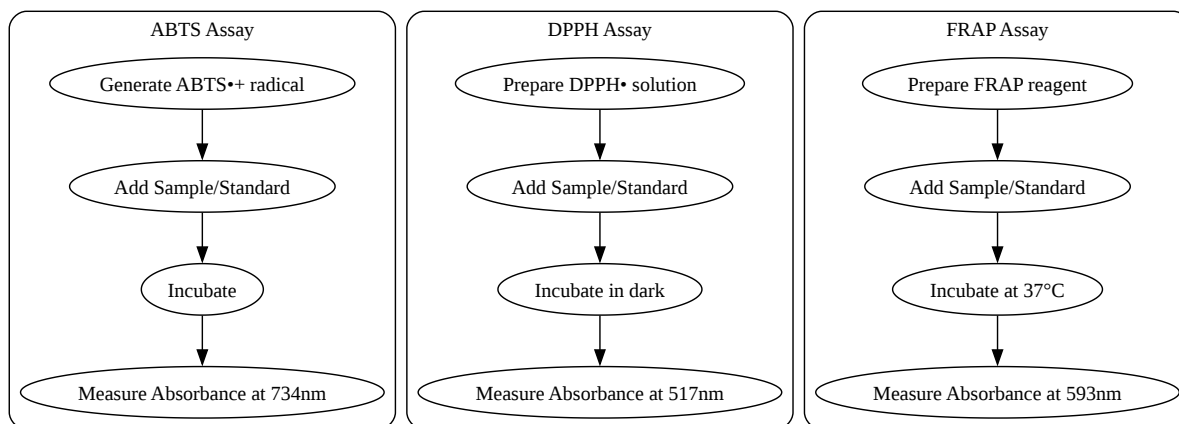 ABTS Assay
Generate ABTS•+ radical
Add Sample/Standard
Incubate
Measure Absorbance at 734nm
DPPH Assay
Prepare DPPH• solution
Add Sample/Standard
Incubate in dark
Measure Absorbance at 517nm
FRAP Assay
Prepare FRAP reagent
Add Sample/Standard
Incubate at 37°C
Measure Absorbance at 593nm